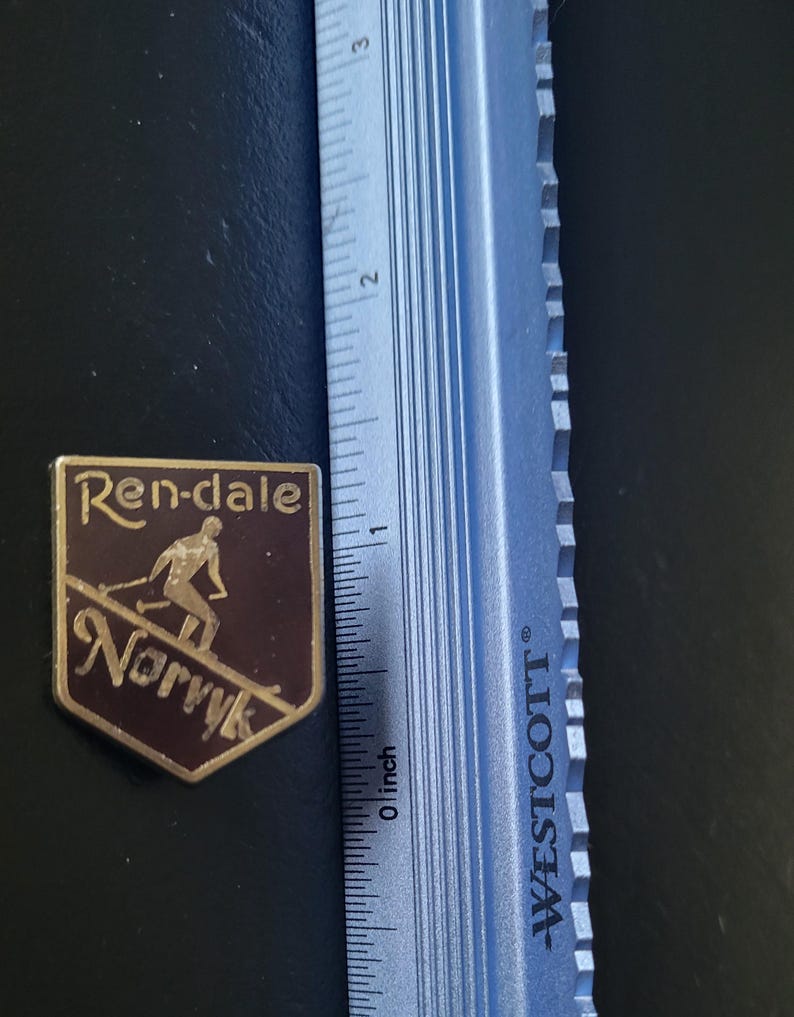 Ren-dale
Norvyk
3
2
1
0 inch
WESTCOTT®